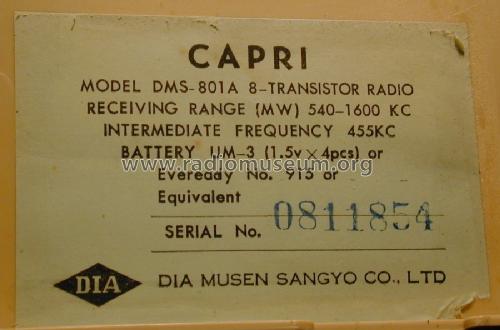 CAPRI
MODEL DMS-801A 8-TRANSISTOR RADIO
RECEIVING RANGE (MW) 540-1600 KC
INTERMEDIATE FREQUENCY 455KC
BATTERY UM-3 (1.5v×4pcs) or
www.radiomuseum.org
Eveready No. 915 or
Equivalent
SERIAL No. 0811854
DIA DIA MUSEN SANGYO CO., LTD